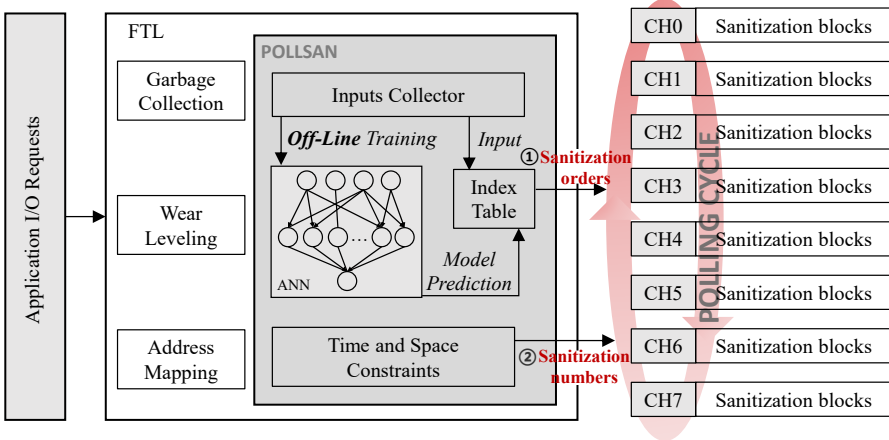 Application I/O Requests
FTL
Garbage
Collection
Wear
Leveling
Address
Mapping
POLLSAN
Inputs Collector
Off-Line Training
Input
ANN
...
Index
Table
Model
Prediction
Time and Space
Constraints
①Sanitization
orders
②Sanitization
numbers
CH0 Sanitization blocks
CH1 Sanitization blocks
CH2 Sanitization blocks
CH3 Sanitization blocks
CH4 Sanitization blocks
CH5 Sanitization blocks
CH6 Sanitization blocks
CH7 Sanitization blocks
POLLING CYCLE